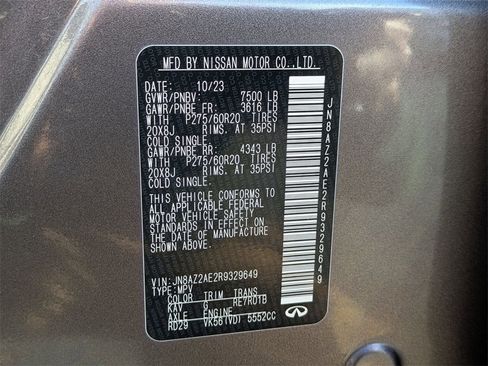 MFD BY NISSAN MOTOR CO.,LTD.
DATE: 10/23
GVWR/PNBV: 7500 LB
GAWR/PNBE FR: 3616 LB
WITH P275/60R20 TIRES
20X8J RIMS. AT 35PSI
COLD SINGLE.
GAWR/PNBE RR: 4343 LB
WITH P275/60R20 TIRES
20X8J RIMS. AT 35PSI
COLD SINGLE.
THIS VEHICLE CONFORMS TO
ALL APPLICABLE FEDERAL
MOTOR VEHICLE SAFETY
STANDARDS IN EFFECT ON
THE DATE OF MANUFACTURE
SHOWN ABOVE.
VIN: JN8AZ2AE2R9329649
TYPE: MPV
COLOR TRIM TRANS
KAV G RE7R01B
AXLE ENGINE
RD29 VK56(VD) 5552CC
JN8AZ2AE2R9329649